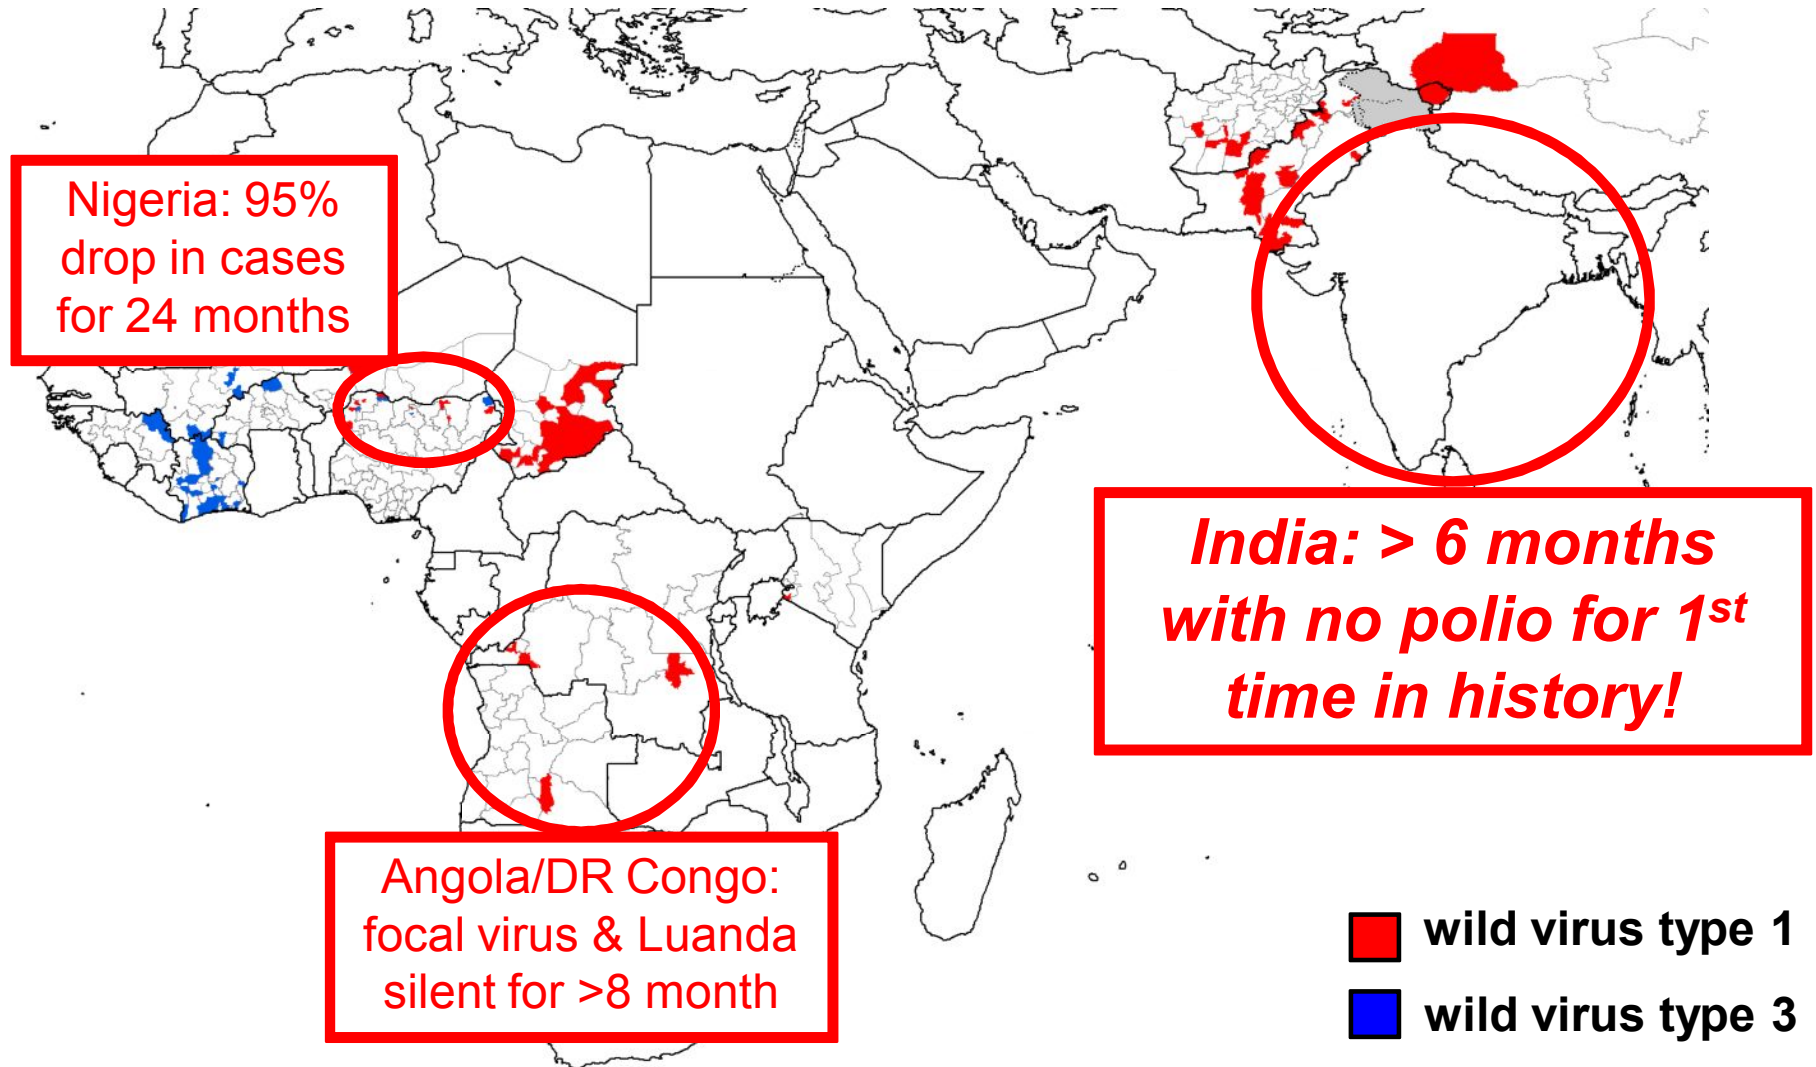 Nigeria: 95%
drop in cases
for 24 months
India: > 6 months
with no polio for 1st
time in history!
Angola/DR Congo:
focal virus & Luanda
silent for >8 month
wild virus type 1
wild virus type 3